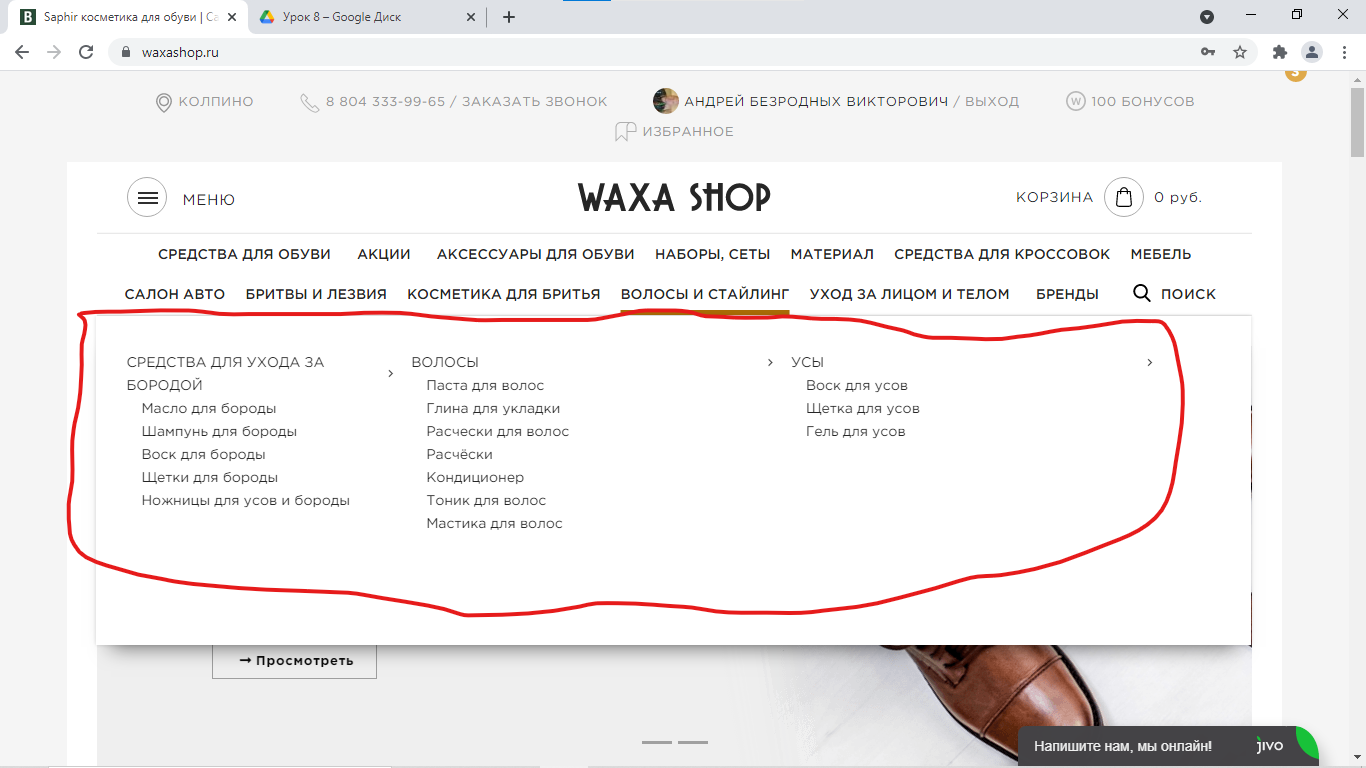 Saphir косметика для обуви | Са
Урок 8 – Google Диск
waxashop.ru
КОЛПИНО
8 804 333-99-65 / ЗАКАЗАТЬ ЗВОНОК
АНДРЕЙ БЕЗРОДНЫХ ВИКТОРОВИЧ / ВЫХОД
100 БОНУСОВ
ИЗБРАННОЕ
МЕНЮ
WAXA SHOP
КОРЗИНА
0 руб.
СРЕДСТВА ДЛЯ ОБУВИ АКЦИИ АКСЕССУАРЫ ДЛЯ ОБУВИ НАБОРЫ, СЕТЫ МАТЕРИАЛ СРЕДСТВА ДЛЯ КРОССОВОК МЕБЕЛЬ
САЛОН АВТО БРИТВЫ И ЛЕЗВИЯ КОСМЕТИКА ДЛЯ БРИТЬЯ ВОЛОСЫ И СТАЙЛИНГ УХОД ЗА ЛИЦОМ И ТЕЛОМ БРЕНДЫ ПОИСК
СРЕДСТВА ДЛЯ УХОДА ЗА
БОРОДОЙ
Масло для бороды
Шампунь для бороды
Воск для бороды
Щетки для бороды
Ножницы для усов и бороды
ВОЛОСЫ
Паста для волос
Глина для укладки
Расчески для волос
Расчёски
Кондиционер
Тоник для волос
Мастика для волос
УСЫ
Воск для усов
Щетка для усов
Гель для усов
→ Просмотреть
Напишите нам, мы онлайн!
jivo